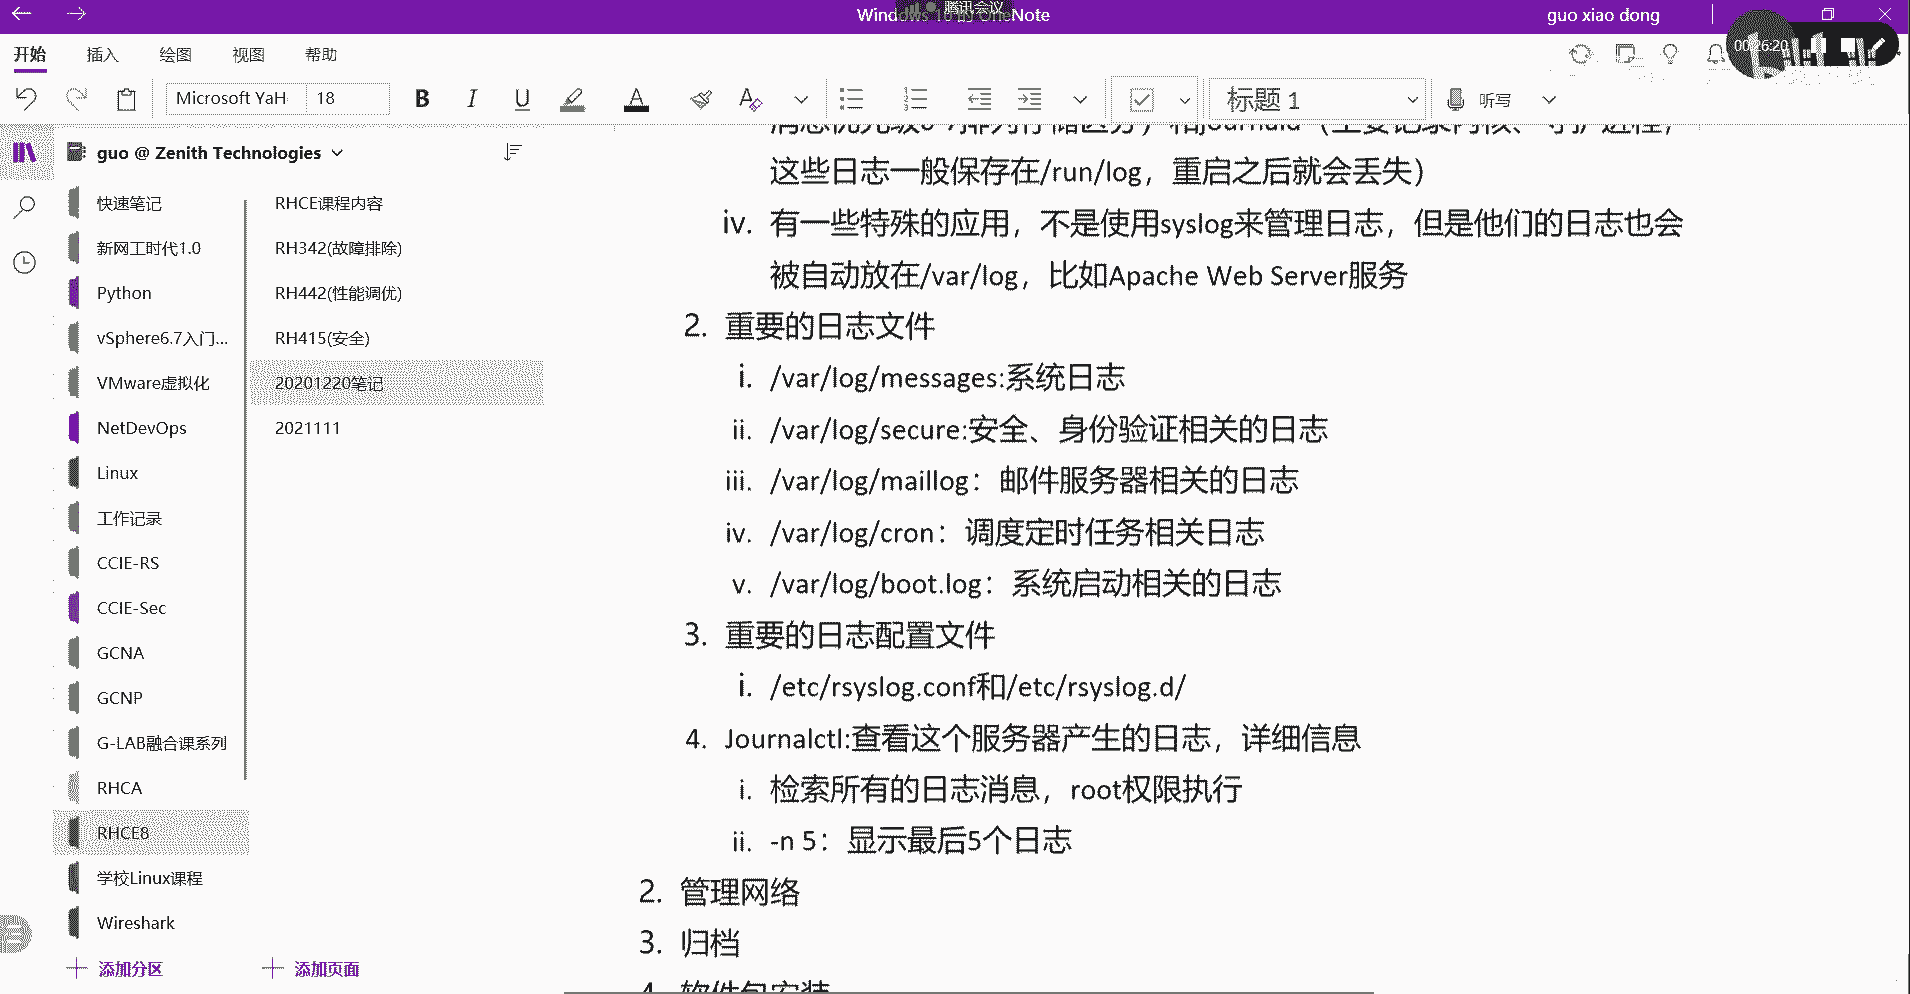 Windows 10 的 OneNote
腾讯会议
guo xiao dong
开始 插入 绘图 视图 帮助
00:26:20
Microsoft YaH 18 B I U A 标题 1 听写
guo @ Zenith Technologies
快速笔记
新网工时代1.0
Python
vSphere6.7入门...
VMware虚拟化
NetDevOps
Linux
工作记录
CCIE-RS
CCIE-Sec
GCNA
GCNP
G-LAB融合课系列
RHCA
RHCE8
学校Linux课程
Wireshark
添加分区
RHCE课程内容
RH342(故障排除)
RH442(性能调优)
RH415(安全)
20201220笔记
2021111
添加页面
这些日志一般保存在/run/log，重启之后就会丢失）
iv. 有一些特殊的应用，不是使用syslog来管理日志，但是他们的日志也会
被自动放在/var/log，比如Apache Web Server服务
2. 重要的日志文件
i. /var/log/messages:系统日志
ii. /var/log/secure:安全、身份验证相关的日志
iii. /var/log/maillog：邮件服务器相关的日志
iv. /var/log/cron：调度定时任务相关日志
v. /var/log/boot.log：系统启动相关的日志
3. 重要的日志配置文件
i. /etc/rsyslog.conf和/etc/rsyslog.d/
4. Journalctl:查看这个服务器产生的日志，详细信息
i. 检索所有的日志消息，root权限执行
ii. -n 5：显示最后5个日志
2. 管理网络
3. 归档
4. 软件包安装